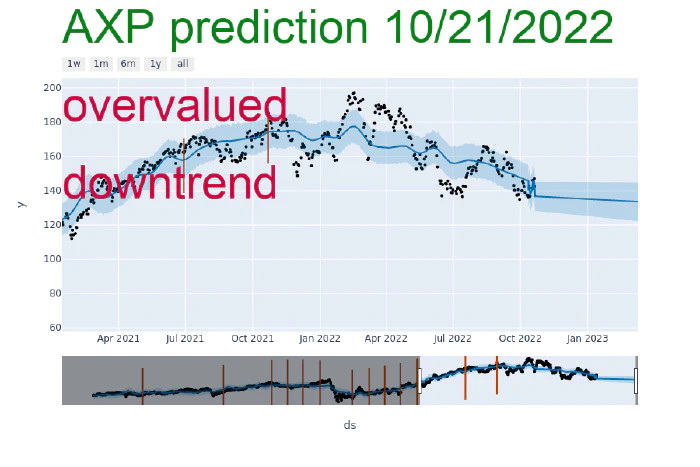 AXP prediction 10/21/2022
1w 1m 6m 1y all
200
overvalued
180
160
downtrend
140
y
120
100
80
60
Apr 2021 Jul 2021 Oct 2021 Jan 2022 Apr 2022 Jul 2022 Oct 2022 Jan 2023
ds